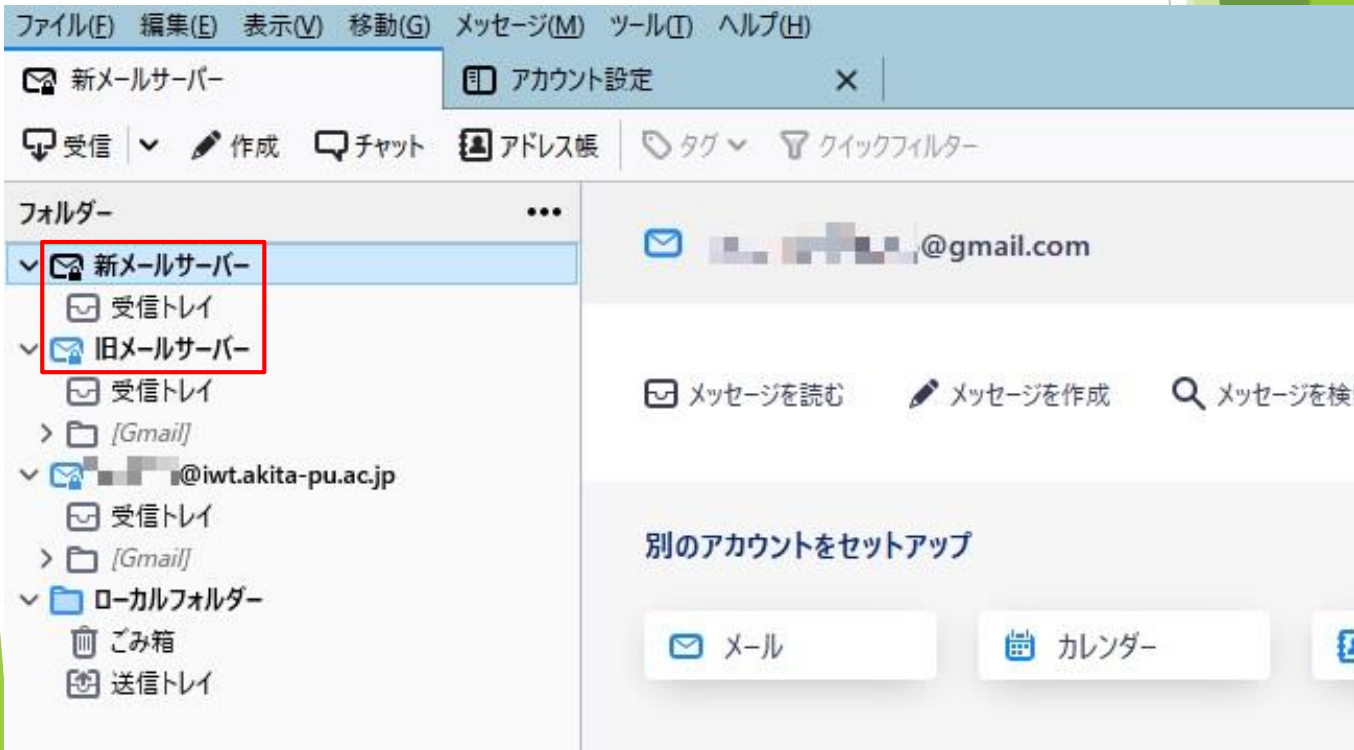 ファイル(F) 編集(E) 表示(V) 移動(G) メッセージ(M) ツール(T) ヘルプ(H)
新メールサーバー アカウント設定
受信 作成 チャット アドレス帳 タグ クイックフィルター
フォルダー
新メールサーバー
受信トレイ
旧メールサーバー
受信トレイ
[Gmail]
@iwt.akita-pu.ac.jp
受信トレイ
[Gmail]
ローカルフォルダー
ごみ箱
送信トレイ
@gmail.com
メッセージを読む メッセージを作成 メッセージを検
別のアカウントをセットアップ
メール カレンダー